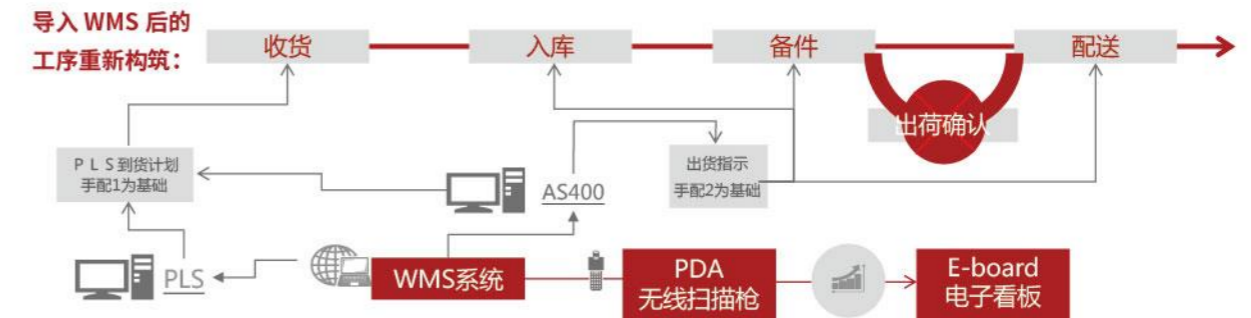 导入 WMS 后的
工序重新构筑：
收货
入库
备件
配送
出荷确认
P L S 到货计划
手配1为基础
AS400
出货指示
手配2为基础
PLS
WMS系统
PDA
无线扫描枪
E-board
电子看板